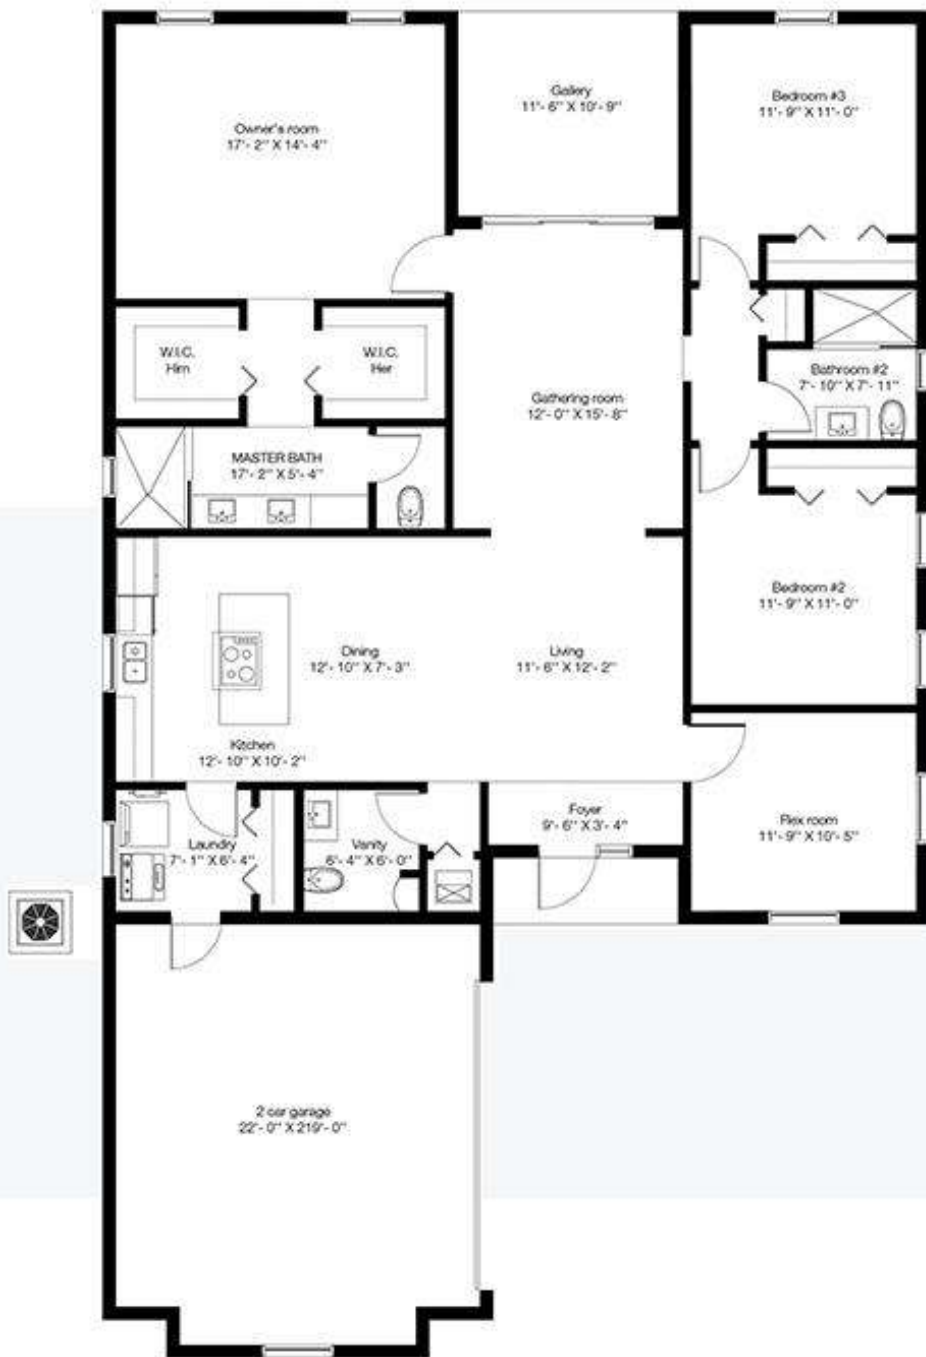 Gallery
11'- 6" X 10'- 9"
Bedroom #3
11'- 9" X 11'- 0"
Owner's room
17'- 2" X 14'- 4"
W.I.C.
Him
W.I.C.
Her
Bathroom #2
7'- 10" X 7'- 11"
Gathering room
12'- 0" X 15'- 8"
MASTER BATH
17'- 2" X 5'- 4"
Bedroom #2
11'- 9" X 11'- 0"
Dining
12'- 10" X 7'- 3"
Living
11'- 6" X 12'- 2"
Kitchen
12'- 10" X 10'- 2"
Foyer
9'- 6" X 3'- 4"
Flex room
11'- 9" X 10'- 5"
Laundry
7'- 1" X 6'- 4"
Vanity
6'- 4" X 6'- 0"
2 car garage
22'- 0" X 219'- 0"